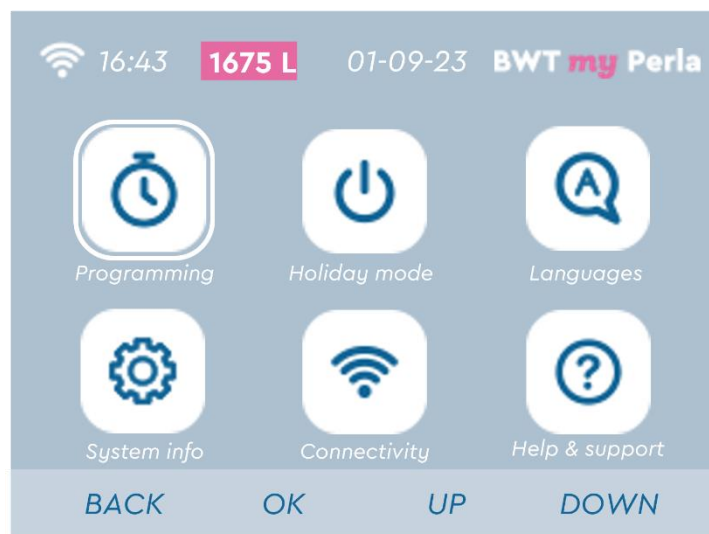 16:43 1675 L 01-09-23 BWT my Perla
A
Programming Holiday mode Languages
?
System info Connectivity Help & support
BACK OK UP DOWN